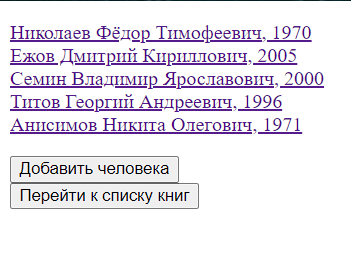 Николаев Фёдор Тимофеевич, 1970
Ежов Дмитрий Кириллович, 2005
Семин Владимир Ярославович, 2000
Титов Георгий Андреевич, 1996
Анисимов Никита Олегович, 1971
Добавить человека
Перейти к списку книг